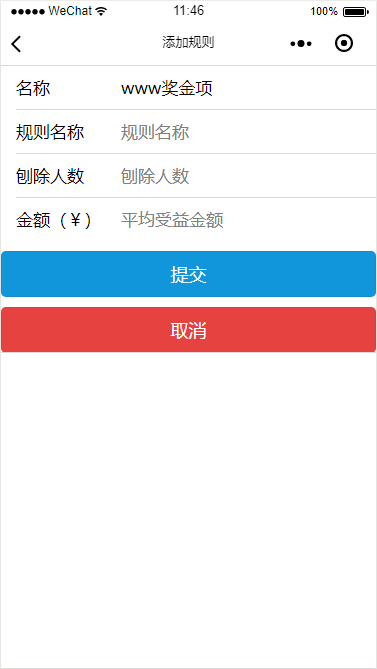 WeChat 11:46 100%
添加规则
名称 www奖金项
规则名称 规则名称
刨除人数 刨除人数
金额（￥） 平均受益金额
提交
取消